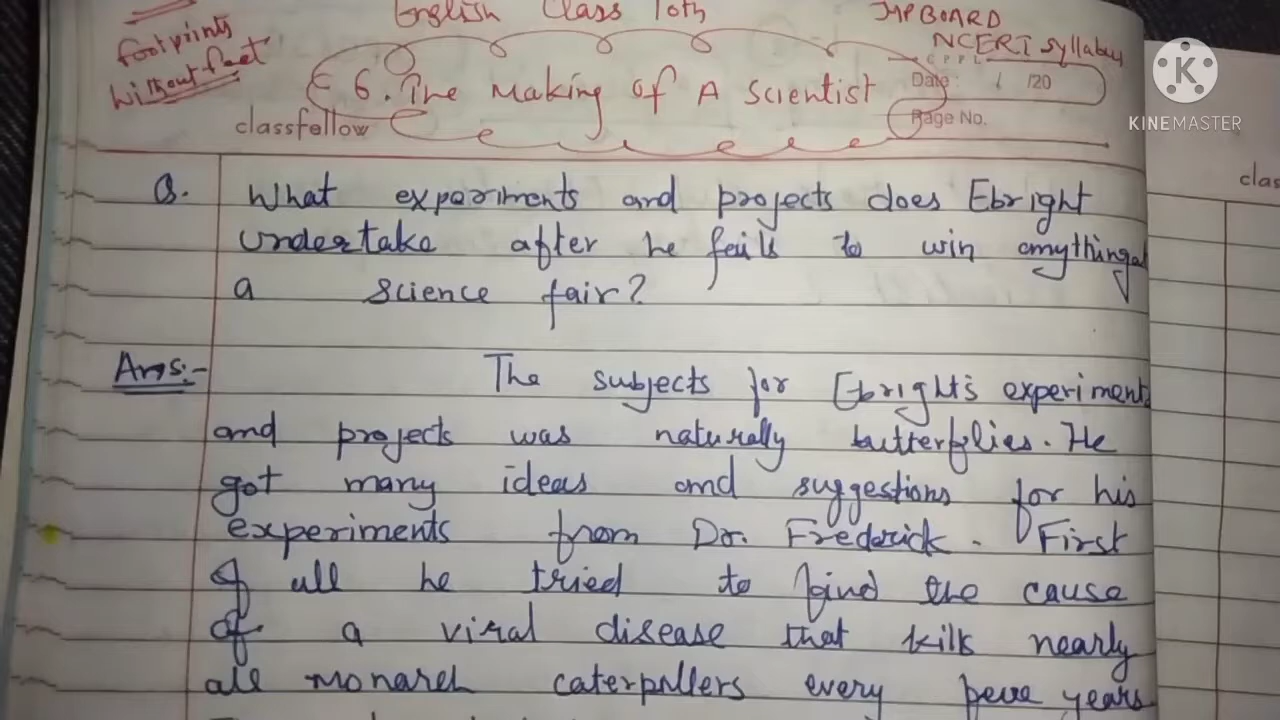 English Class 10th
MP BOARD
NCERT Syllabus
footprints
without feet
6. The Making Of A Scientist
CPPL
Date: / /20
Page No.
classfellow
K
KINEMASTER
clas
Q. What experiments and projects does Ebright
undertake after he fails to win anything at
a science fair?
Ans:- The subjects for Ebright's experiment
and projects was naturally butterflies. He
got many ideas and suggestions for his
experiments from Dr. Frederick. First
of all he tried to find the cause
of a viral disease that kills nearly
all monarch caterpillers every years